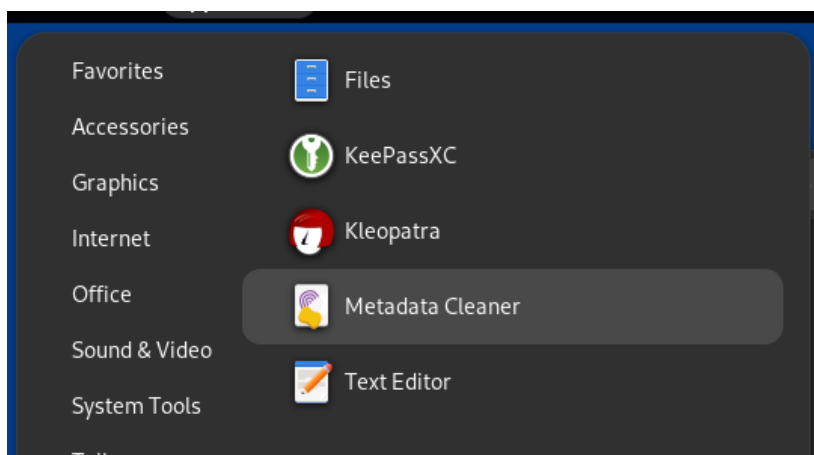 Favorites
Accessories
Graphics
Internet
Office
Sound & Video
System Tools
Files
KeePassXC
Kleopatra
Metadata Cleaner
Text Editor